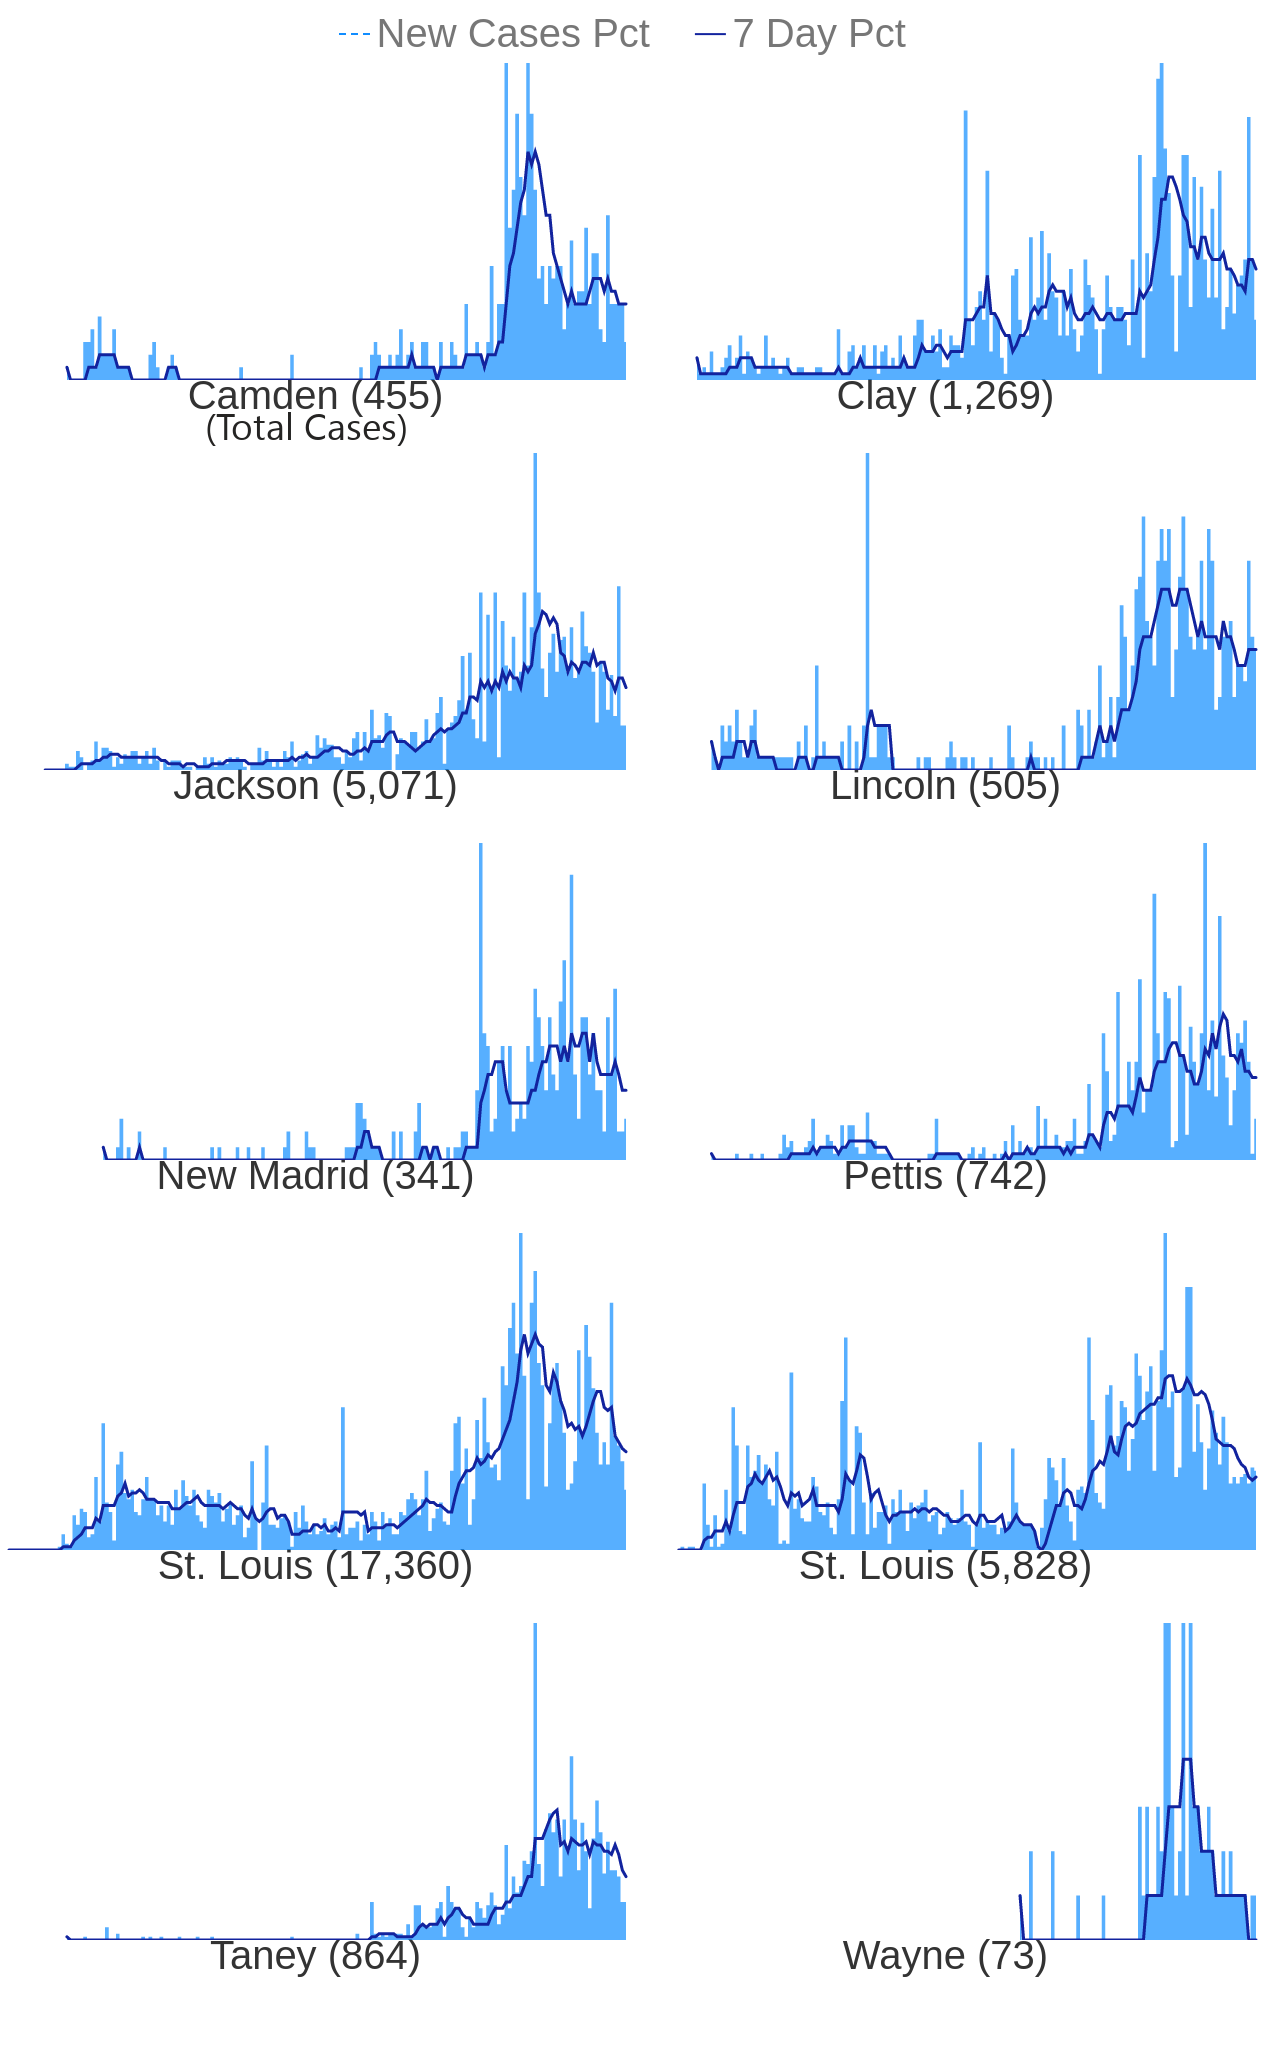 New Cases Pct 7 Day Pct
Camden (455) Clay (1,269)
(Total Cases)
Jackson (5,071) Lincoln (505)
New Madrid (341) Pettis (742)
St. Louis (17,360) St. Louis (5,828)
Taney (864) Wayne (73)